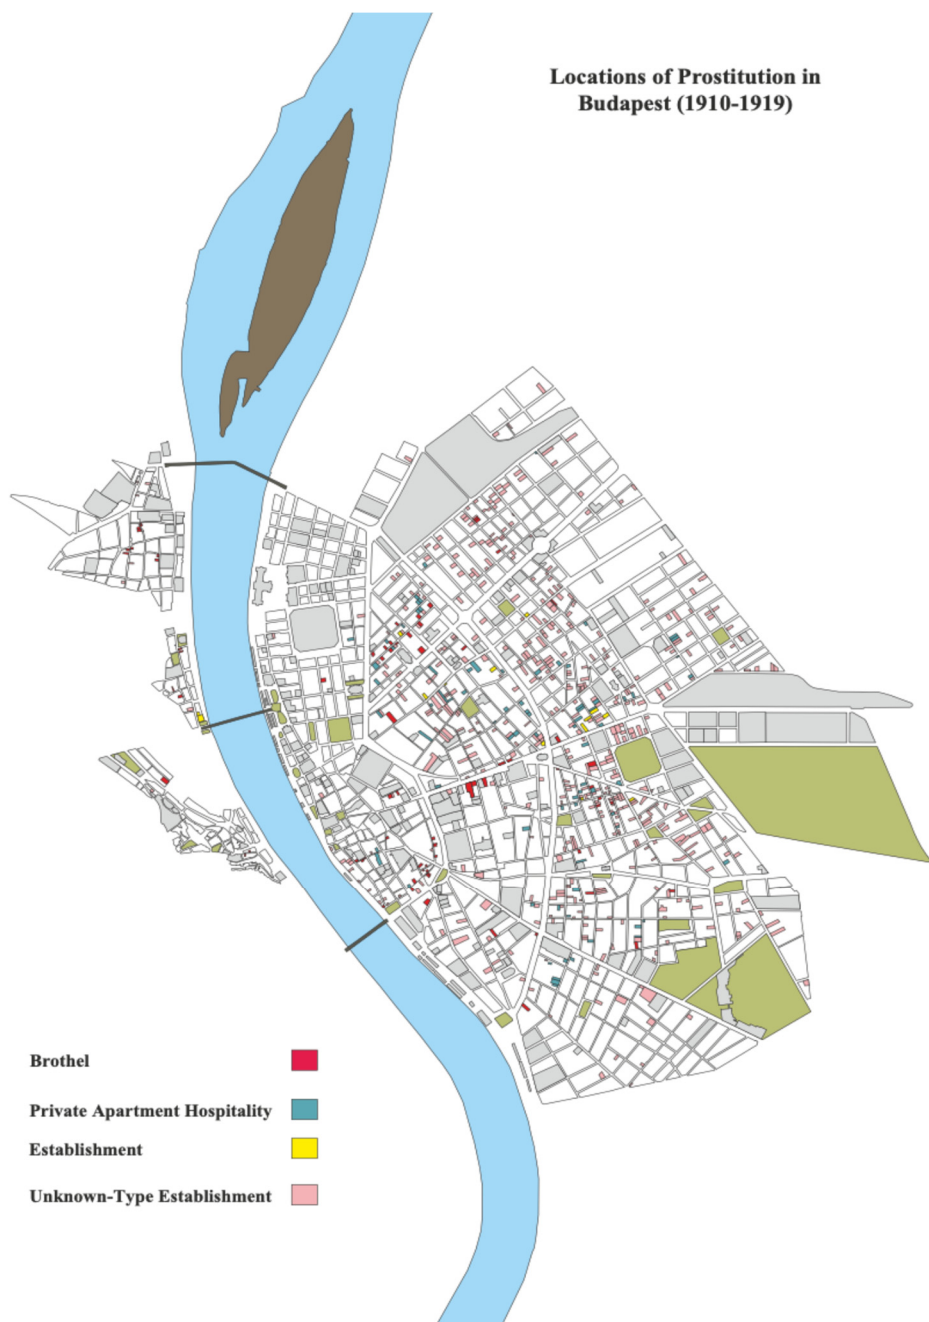 Locations of Prostitution in
Budapest (1910-1919)
Brothel
Private Apartment Hospitality
Establishment
Unknown-Type Establishment